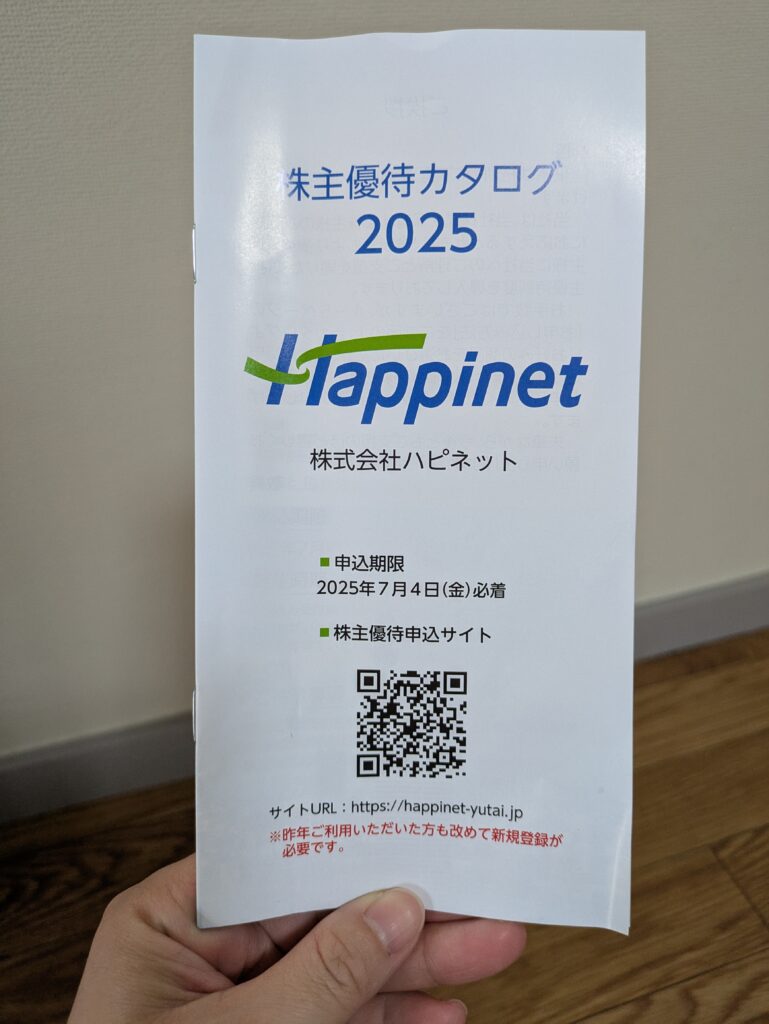 株主優待カタログ
2025
Happinet
株式会社ハピネット
■申込期限
2025年7月4日(金)必着
■株主優待申込サイト
サイトURL：https://happinet-yutai.jp
※昨年ご利用いただいた方も改めて新規登録が
必要です。